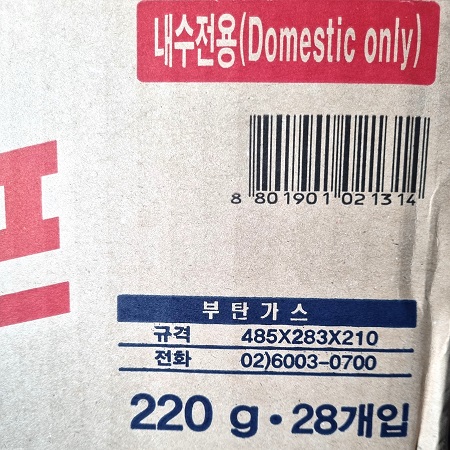 내수전용(Domestic only)
8 801901 021314
프
부탄가스
규격 485X283X210
전화 02)6003-0700
220 g·28개입